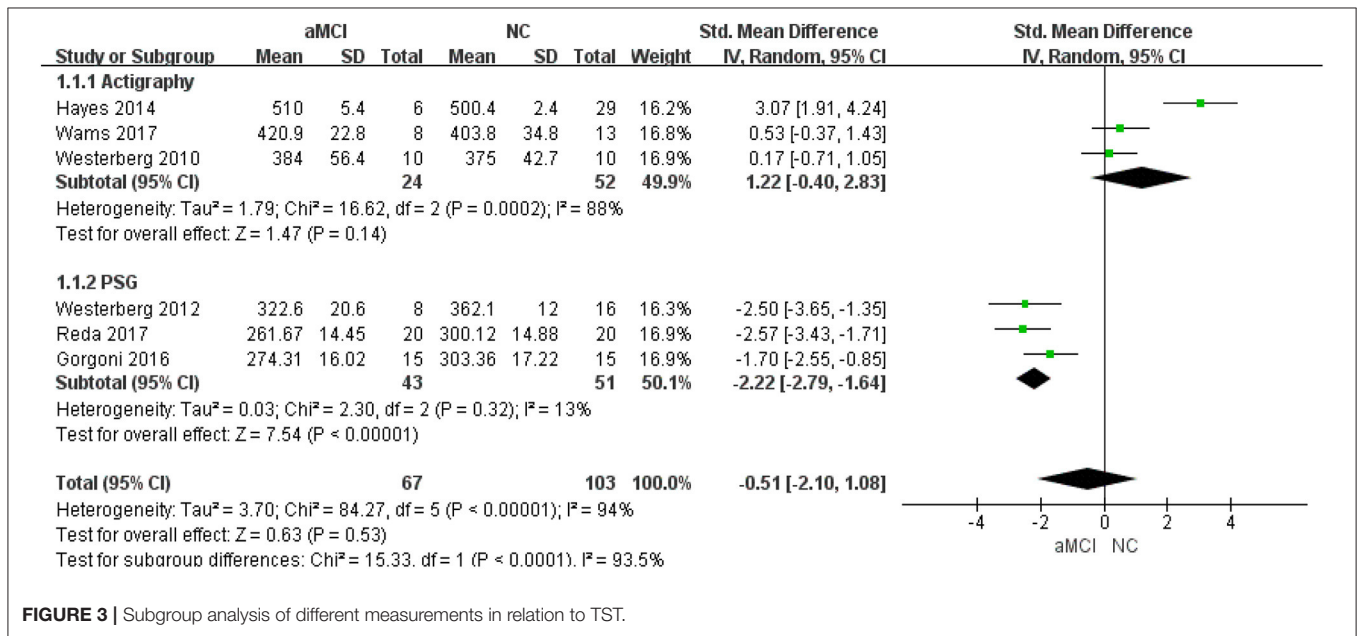 aMCI NC Std. Mean Difference Std. Mean Difference
Study or Subgroup Mean SD Total Mean SD Total Weight IV, Random, 95% CI IV, Random, 95% CI
1.1.1 Actigraphy
Hayes 2014 510 5.4 6 500.4 2.4 29 16.2% 3.07 [1.91, 4.24]
Wams 2017 420.9 22.8 8 403.8 34.8 13 16.8% 0.53 [-0.37, 1.43]
Westerberg 2010 384 56.4 10 375 42.7 10 16.9% 0.17 [-0.71, 1.05]
Subtotal (95% CI) 24 52 49.9% 1.22 [-0.40, 2.83]
Heterogeneity: Tau² = 1.79; Chi² = 16.62, df = 2 (P = 0.0002); I² = 88%
Test for overall effect: Z = 1.47 (P = 0.14)
1.1.2 PSG
Westerberg 2012 322.6 20.6 8 362.1 12 16 16.3% -2.50 [-3.65, -1.35]
Reda 2017 261.67 14.45 20 300.12 14.88 20 16.9% -2.57 [-3.43, -1.71]
Gorgoni 2016 274.31 16.02 15 303.36 17.22 15 16.9% -1.70 [-2.55, -0.85]
Subtotal (95% CI) 43 51 50.1% -2.22 [-2.79, -1.64]
Heterogeneity: Tau² = 0.03; Chi² = 2.30, df = 2 (P = 0.32); I² = 13%
Test for overall effect: Z = 7.54 (P < 0.00001)
Total (95% CI) 67 103 100.0% -0.51 [-2.10, 1.08]
Heterogeneity: Tau² = 3.70; Chi² = 84.27, df = 5 (P < 0.00001); I² = 94%
Test for overall effect: Z = 0.63 (P = 0.53)
Test for subgroup differences: Chi² = 15.33, df = 1 (P < 0.0001), I² = 93.5%
-4 -2 0 2 4
aMCI NC
FIGURE 3 | Subgroup analysis of different measurements in relation to TST.